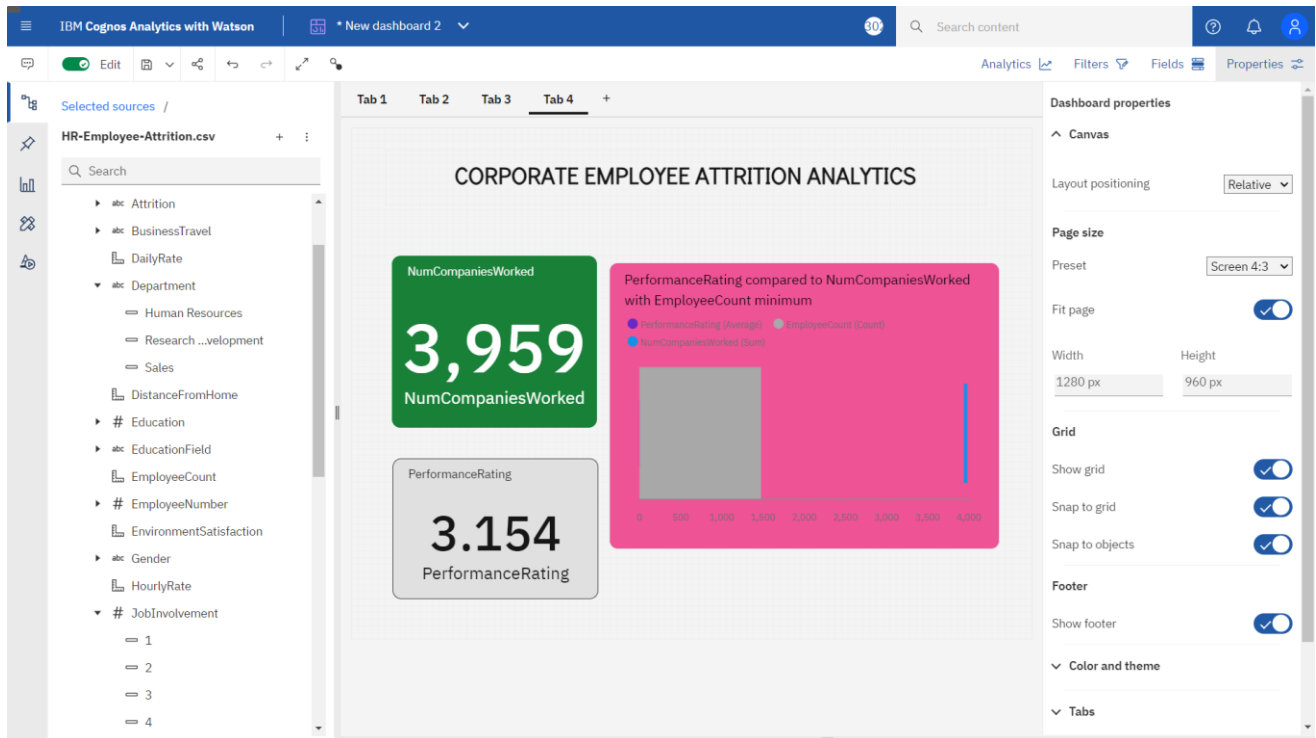 IBM Cognos Analytics with Watson
* New dashboard 2
Search content
Edit
Analytics
Filters
Fields
Properties
Selected sources /
HR-Employee-Attrition.csv
Search
abc Attrition
abc BusinessTravel
DailyRate
abc Department
Human Resources
Research ...velopment
Sales
DistanceFromHome
# Education
abc EducationField
EmployeeCount
# EmployeeNumber
EnvironmentSatisfaction
abc Gender
HourlyRate
# JobInvolvement
1
2
3
4
Tab 1 Tab 2 Tab 3 Tab 4 +
CORPORATE EMPLOYEE ATTRITION ANALYTICS
NumCompaniesWorked
3,959
NumCompaniesWorked
PerformanceRating
3.154
PerformanceRating
PerformanceRating compared to NumCompaniesWorked
with EmployeeCount minimum
PerformanceRating (Average) EmployeeCount (Count)
NumCompaniesWorked (Sum)
0 500 1,000 1,500 2,000 2,500 3,000 3,500 4,000
Dashboard properties
Canvas
Layout positioning Relative
Page size
Preset Screen 4:3
Fit page
Width Height
1280 px 960 px
Grid
Show grid
Snap to grid
Snap to objects
Footer
Show footer
Color and theme
Tabs